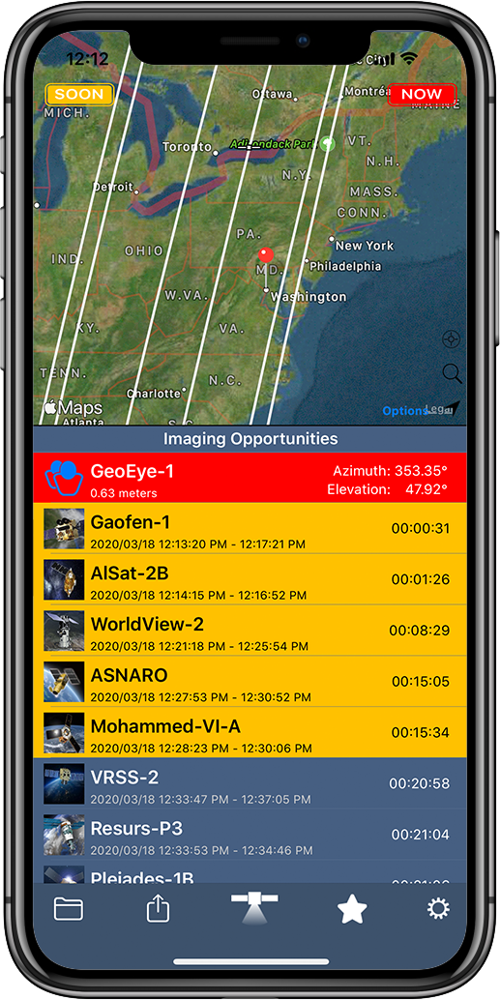 12:12
SOON
NOW
MICH.
Ottawa
Montréa
MAINE
Toronto
Adirondack Park
VT.
N.H.
Detroit
N.Y.
MASS.
CONN.
OHIO
PA.
New York
IND.
MD.
Philadelphia
W.VA.
Washington
KY.
VA.
TENN.
N.C.
Charlotte
Maps
Options
Legal
Atlanta
S.C.
Imaging Opportunities
GeoEye-1
Azimuth: 353.35°
0.63 meters
Elevation: 47.92°
Gaofen-1
00:00:31
2020/03/18 12:13:20 PM - 12:17:21 PM
AlSat-2B
00:01:26
2020/03/18 12:14:15 PM - 12:16:52 PM
WorldView-2
00:08:29
2020/03/18 12:21:18 PM - 12:25:54 PM
ASNARO
00:15:05
2020/03/18 12:27:53 PM - 12:30:52 PM
Mohammed-VI-A
00:15:34
2020/03/18 12:28:23 PM - 12:30:06 PM
VRSS-2
00:20:58
2020/03/18 12:33:47 PM - 12:37:05 PM
Resurs-P3
00:21:04
2020/03/18 12:33:53 PM - 12:34:46 PM
Pleiades-1B